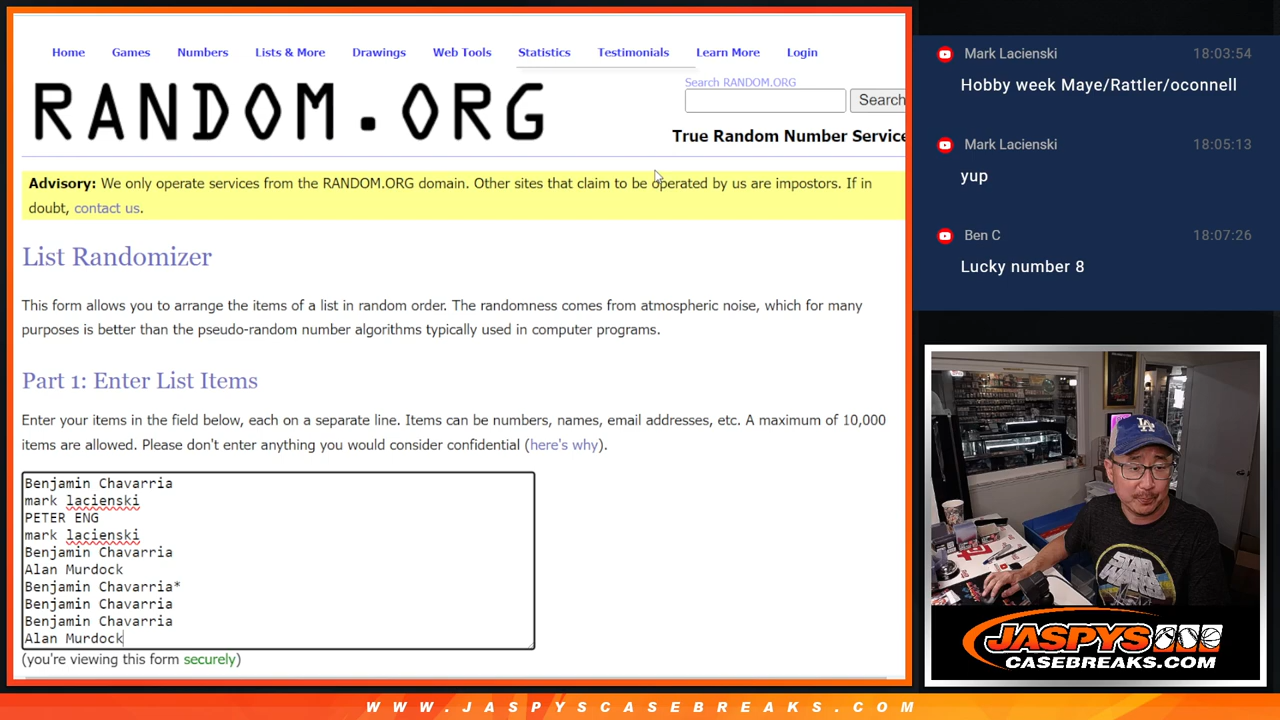 Home Games Numbers Lists & More Drawings Web Tools Statistics Testimonials Learn More Login
RANDOM.ORG
Search RANDOM.ORG
Search
True Random Number Service
Advisory: We only operate services from the RANDOM.ORG domain. Other sites that claim to be operated by us are impostors. If in
doubt, contact us.
List Randomizer
This form allows you to arrange the items of a list in random order. The randomness comes from atmospheric noise, which for many
purposes is better than the pseudo-random number algorithms typically used in computer programs.
Part 1: Enter List Items
Enter your items in the field below, each on a separate line. Items can be numbers, names, email addresses, etc. A maximum of 10,000
items are allowed. Please don't enter anything you would consider confidential (here's why).
Benjamin Chavarria
mark lacienski
PETER ENG
mark lacienski
Benjamin Chavarria
Alan Murdock
Benjamin Chavarria*
Benjamin Chavarria
Benjamin Chavarria
Alan Murdock
(you're viewing this form securely)
Mark Lacienski 18:03:54
Hobby week Maye/Rattler/oconnell
Mark Lacienski 18:05:13
yup
Ben C 18:07:26
Lucky number 8
STAR
WARS
JASPYS
CASEBREAKS.COM
WWW.JASPYSCASEBREAKS.COM